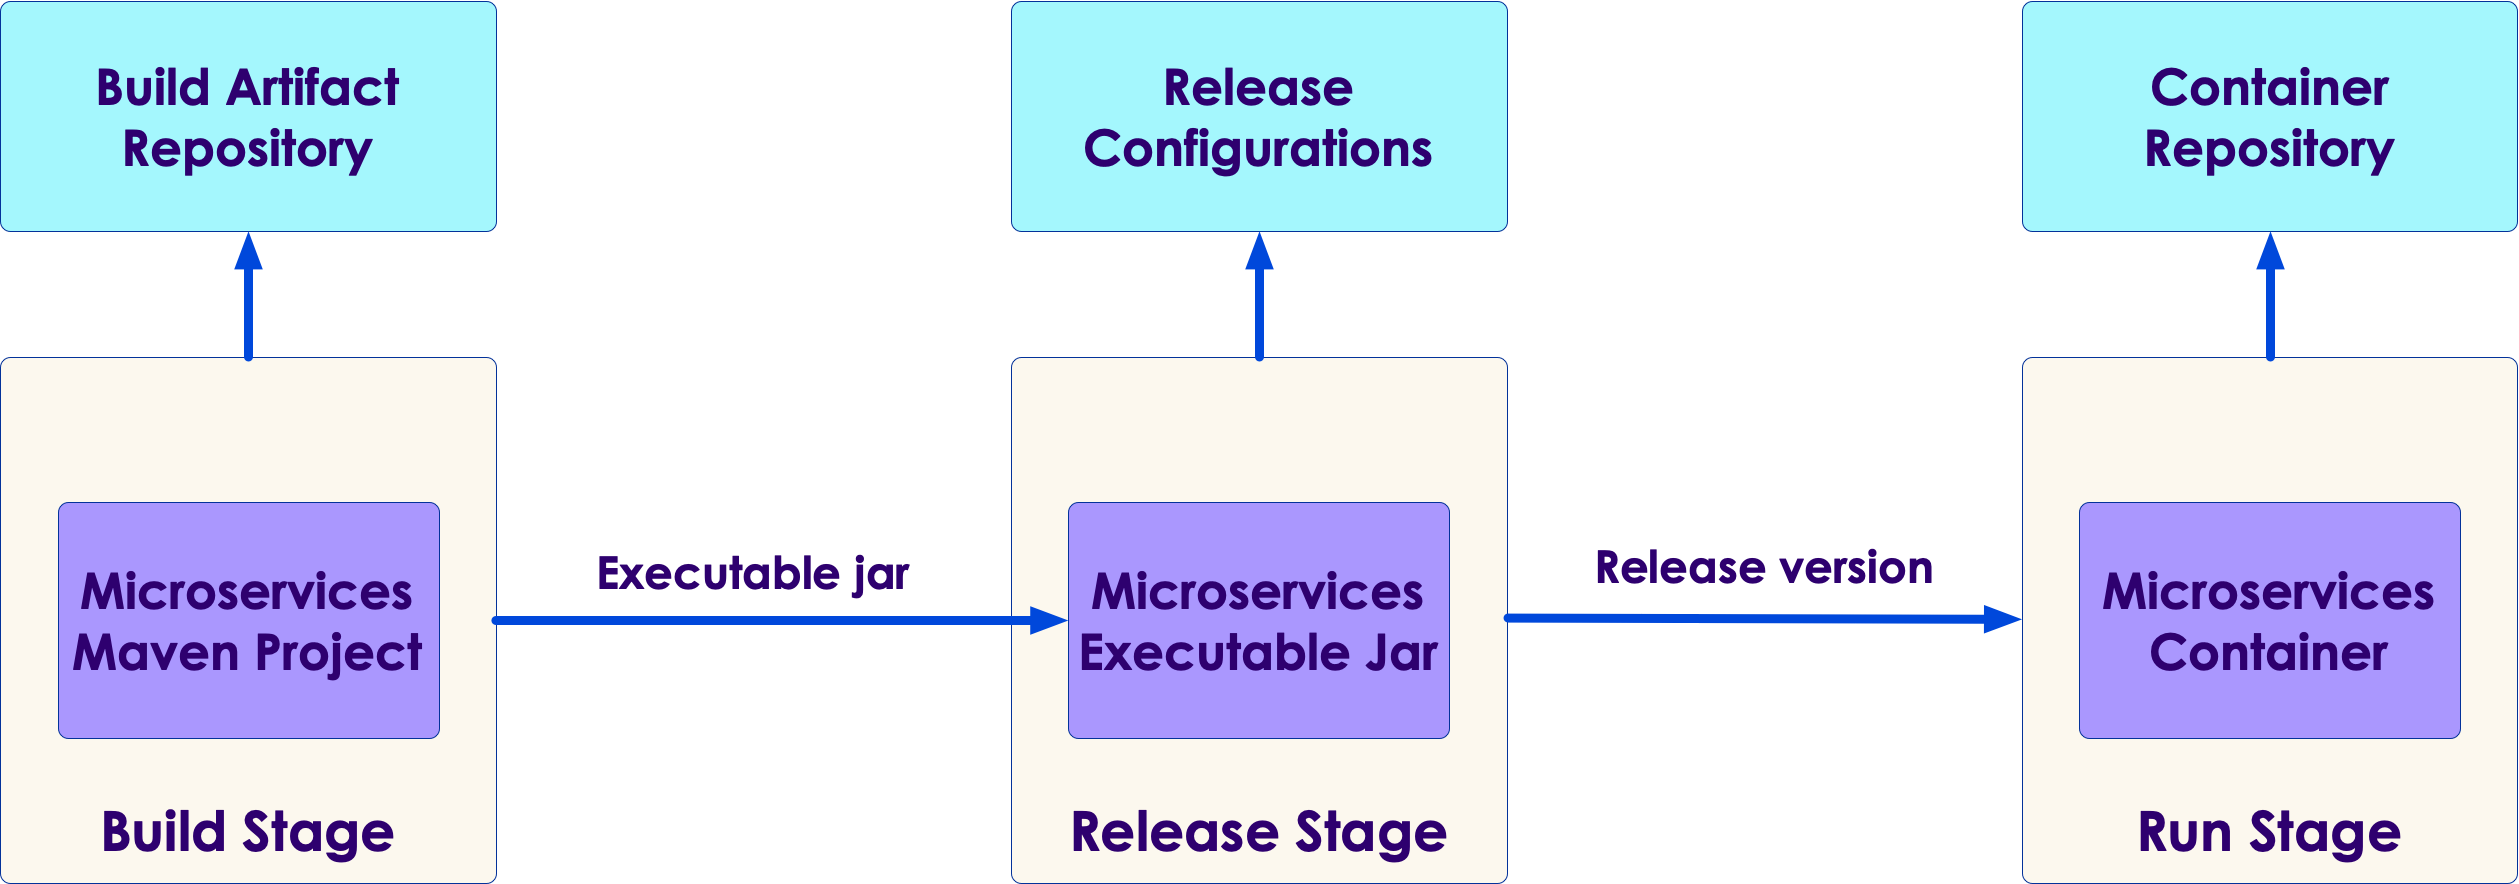 Build Artifact
Repository
Release
Configurations
Container
Repository
Microservices
Maven Project
Build Stage
Executable jar
Microservices
Executable Jar
Release Stage
Release version
Microservices
Container
Run Stage